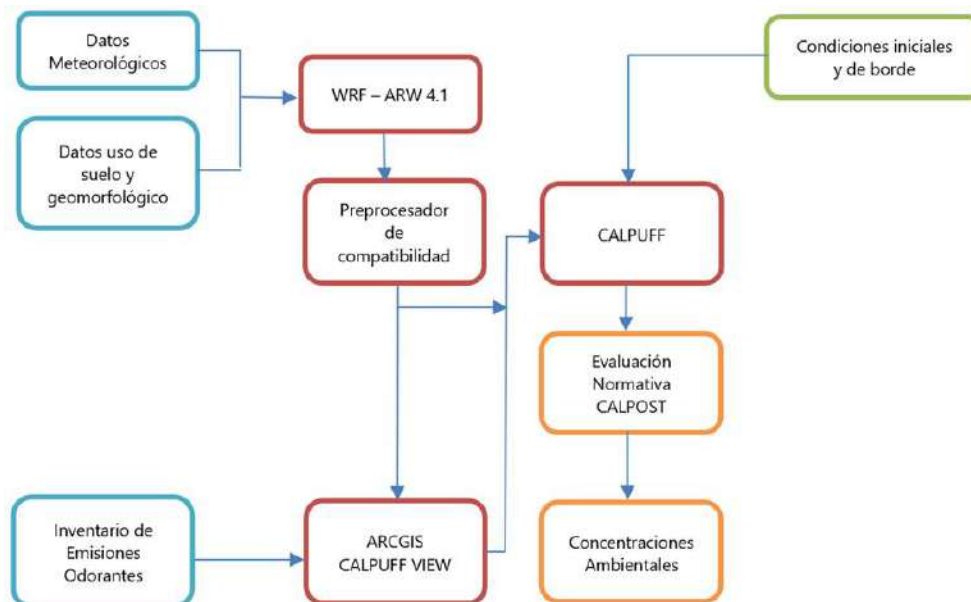 Datos
Meteorológicos
Condiciones iniciales
y de borde
WRF – ARW 4.1
Datos uso de
suelo y
geomorfológico
Preprocesador
de
compatibilidad
CALPUFF
Evaluación
Normativa
CALPOST
Inventario de
Emisiones
Odorantes
ARCGIS
CALPUFF VIEW
Concentraciones
Ambientales